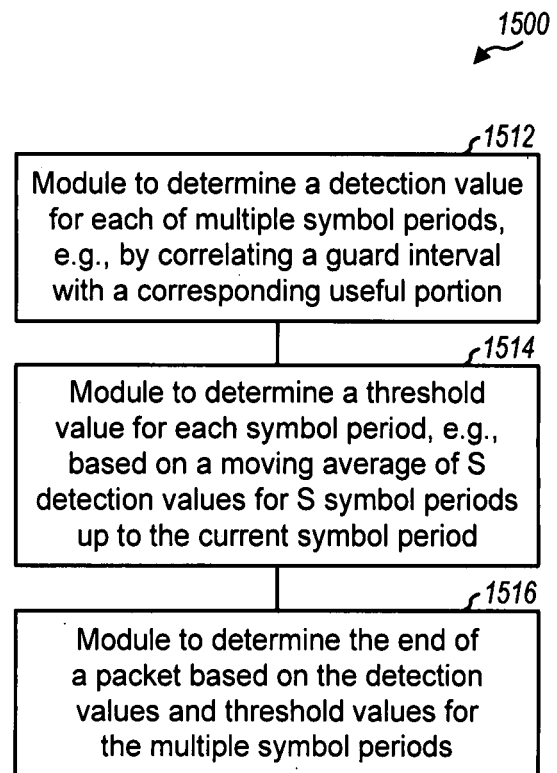 1500
1512
Module to determine a detection value
for each of multiple symbol periods,
e.g., by correlating a guard interval
with a corresponding useful portion
1514
Module to determine a threshold
value for each symbol period, e.g.,
based on a moving average of S
detection values for S symbol periods
up to the current symbol period
1516
Module to determine the end of
a packet based on the detection
values and threshold values for
the multiple symbol periods